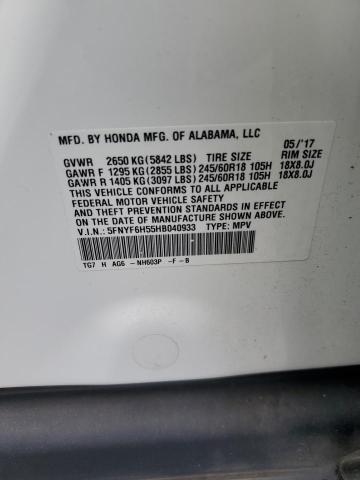 MFD. BY HONDA MFG. OF ALABAMA, LLC 05/'17
GVWR 2650 KG(5842 LBS) TIRE SIZE RIM SIZE
GAWR F 1295 KG(2855 LBS) 245/60R18 105H 18X8.0J
GAWR R 1405 KG(3097 LBS) 245/60R18 105H 18X8.0J
THIS VEHICLE CONFORMS TO ALL APPLICABLE
FEDERAL MOTOR VEHICLE SAFETY AND
STANDARDS IN EFFECT ON THE DATE OF
MANUFACTURE SHOWN ABOVE.
V.I.N.: 5FNYF6H55HB040933 TYPE: MPV
TG7 H AG6 -NH603P -F -B